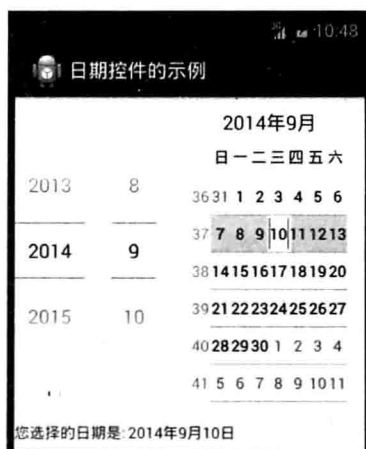 10:48
日期控件的示例
2014年9月
日 一 二 三 四 五 六
2013 8 36 31 1 2 3 4 5 6
37 7 8 9 10 11 12 13
2014 9 38 14 15 16 17 18 19 20
2015 10 39 21 22 23 24 25 26 27
40 28 29 30 1 2 3 4
41 5 6 7 8 9 10 11
您选择的日期是: 2014年9月10日